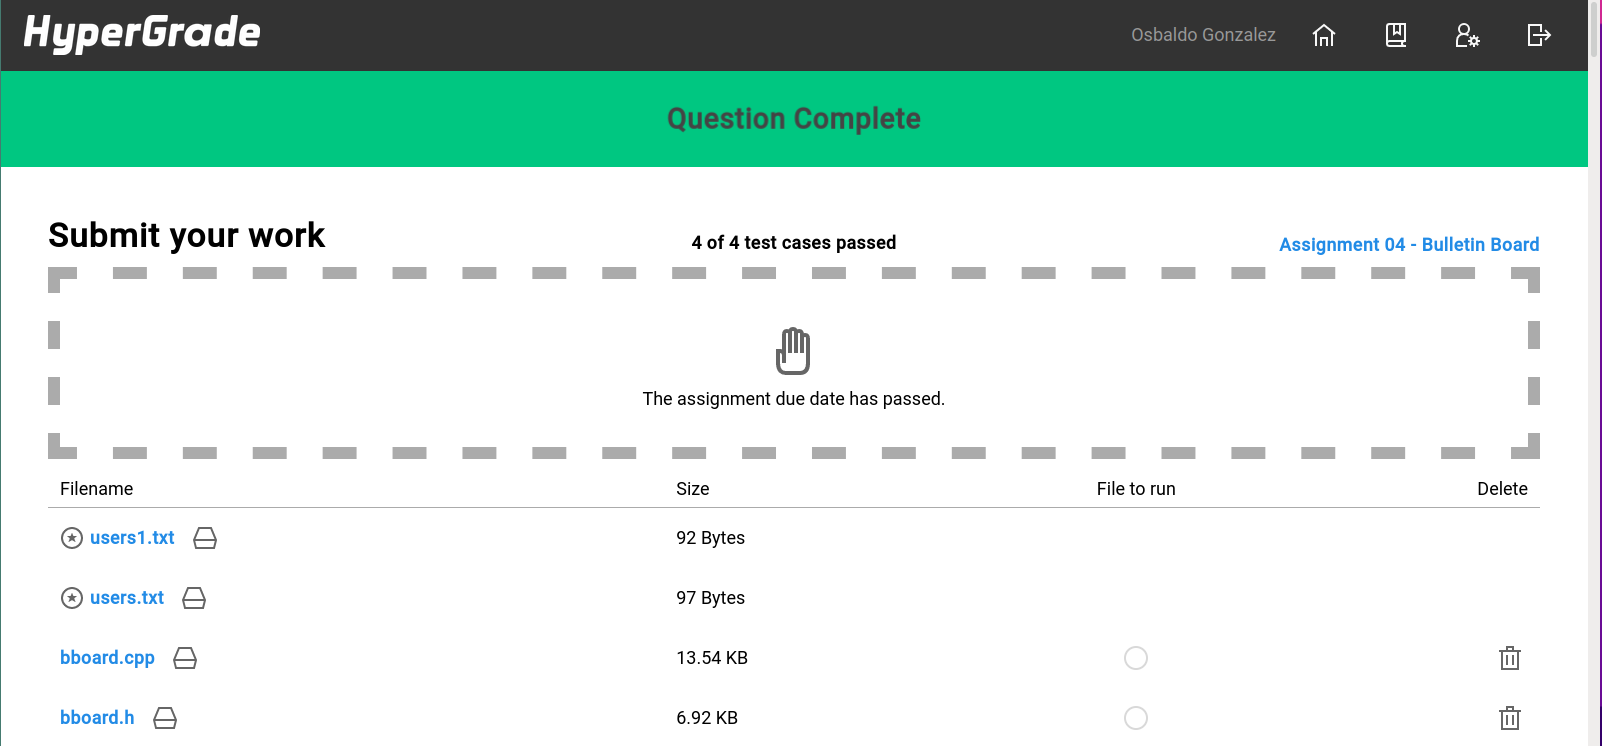 HyperGrade
Osbaldo Gonzalez
Question Complete
Submit your work
4 of 4 test cases passed
Assignment 04 - Bulletin Board
The assignment due date has passed.
Filename Size File to run Delete
users1.txt 92 Bytes
users.txt 97 Bytes
bboard.cpp 13.54 KB
bboard.h 6.92 KB